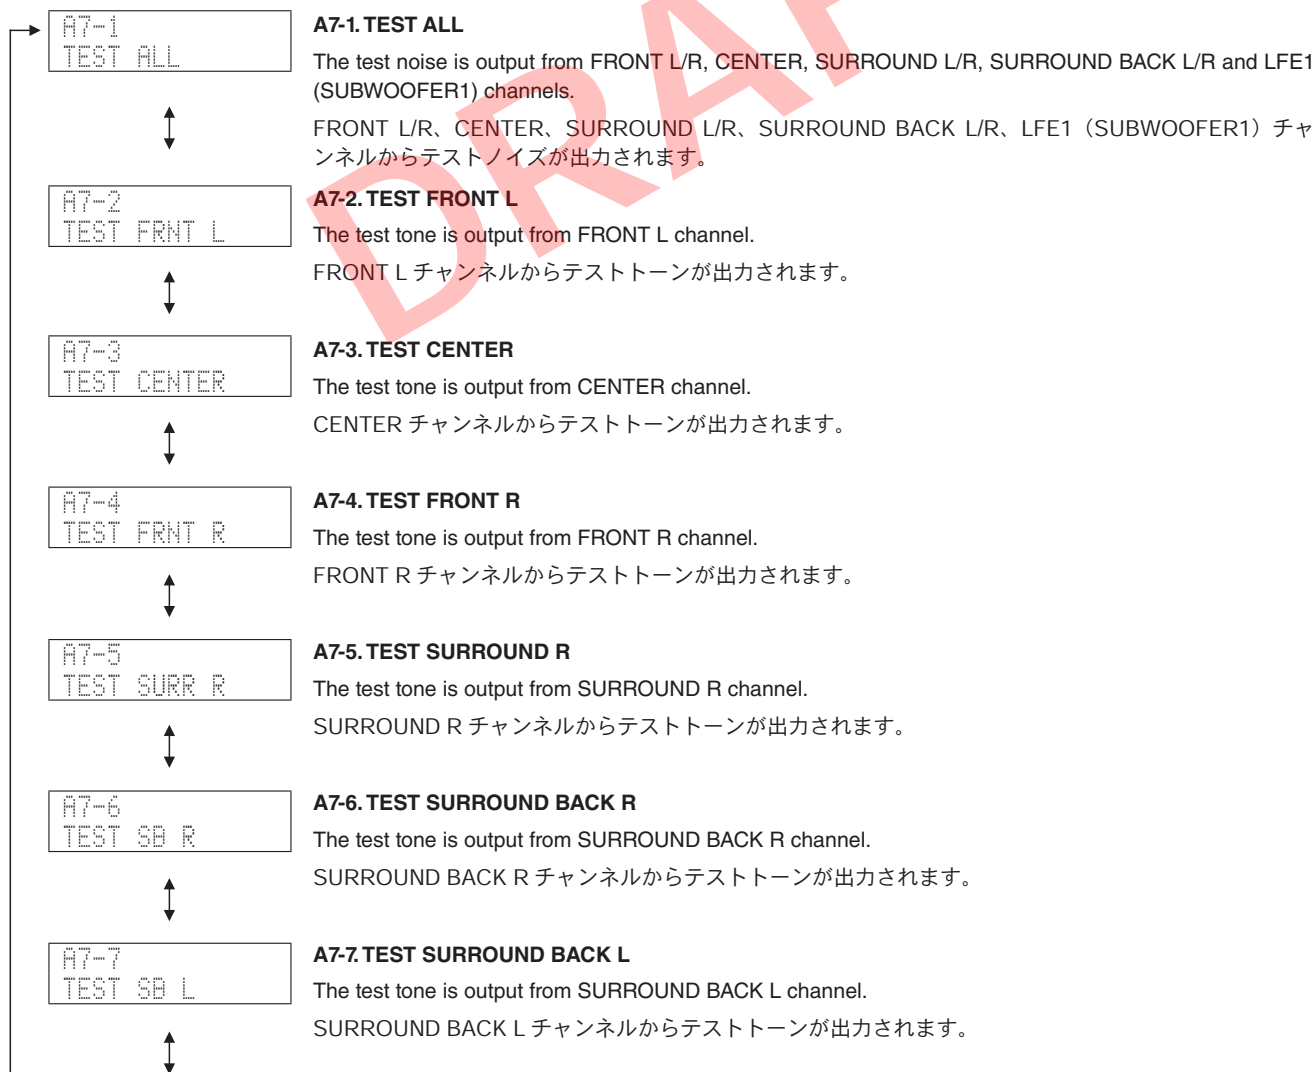 A7-1
TEST ALL
A7-1. TEST ALL
The test noise is output from FRONT L/R, CENTER, SURROUND L/R, SURROUND BACK L/R and LFE1
(SUBWOOFER1) channels.
FRONT L/R、CENTER、SURROUND L/R、SURROUND BACK L/R、LFE1（SUBWOOFER1）チャ
ンネルからテストノイズが出力されます。
A7-2
TEST FRNT L
A7-2. TEST FRONT L
The test tone is output from FRONT L channel.
FRONT L チャンネルからテストトーンが出力されます。
A7-3
TEST CENTER
A7-3. TEST CENTER
The test tone is output from CENTER channel.
CENTER チャンネルからテストトーンが出力されます。
A7-4
TEST FRNT R
A7-4. TEST FRONT R
The test tone is output from FRONT R channel.
FRONT R チャンネルからテストトーンが出力されます。
A7-5
TEST SURR R
A7-5. TEST SURROUND R
The test tone is output from SURROUND R channel.
SURROUND R チャンネルからテストトーンが出力されます。
A7-6
TEST SB R
A7-6. TEST SURROUND BACK R
The test tone is output from SURROUND BACK R channel.
SURROUND BACK R チャンネルからテストトーンが出力されます。
A7-7
TEST SB L
A7-7. TEST SURROUND BACK L
The test tone is output from SURROUND BACK L channel.
SURROUND BACK L チャンネルからテストトーンが出力されます。
DRAF